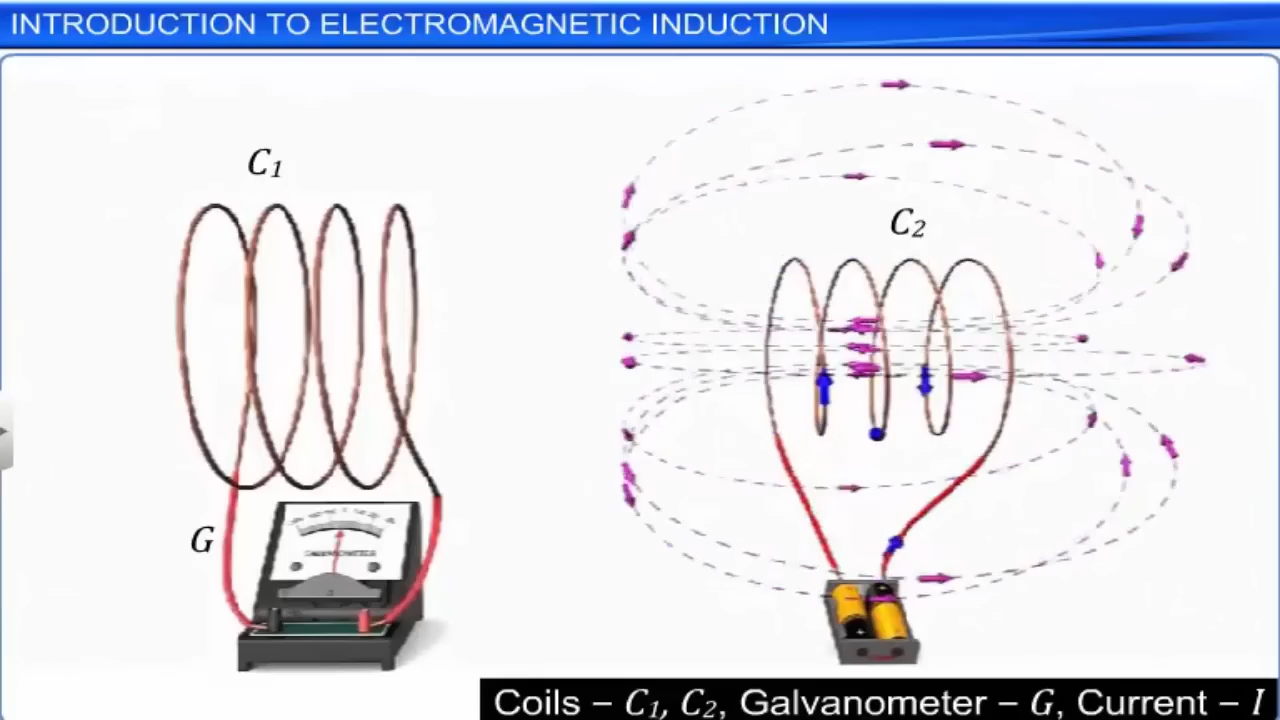 INTRODUCTION TO ELECTROMAGNETIC INDUCTION
C₁
C₂
G
Coils – C₁, C₂, Galvanometer – G, Current – I